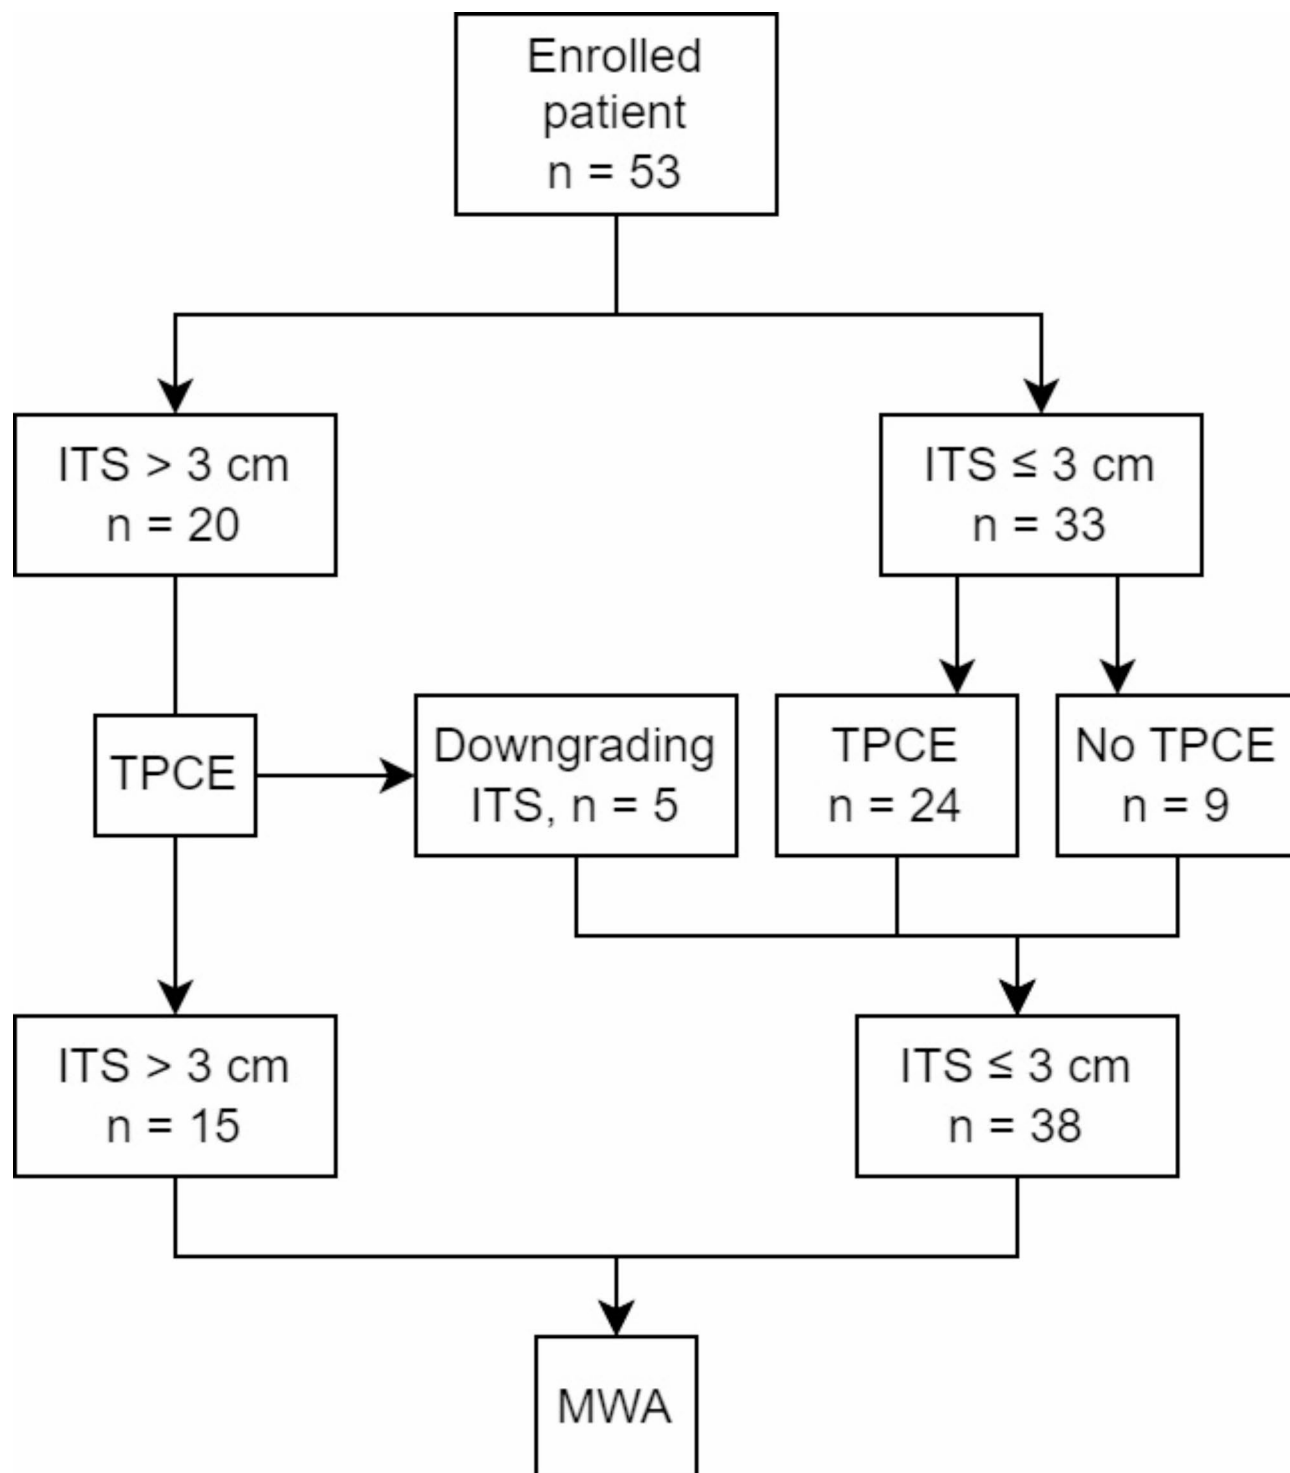 Enrolled
patient
n = 53
ITS > 3 cm
n = 20
ITS ≤ 3 cm
n = 33
TPCE
Downgrading
ITS, n = 5
TPCE
n = 24
No TPCE
n = 9
ITS > 3 cm
n = 15
ITS ≤ 3 cm
n = 38
MWA